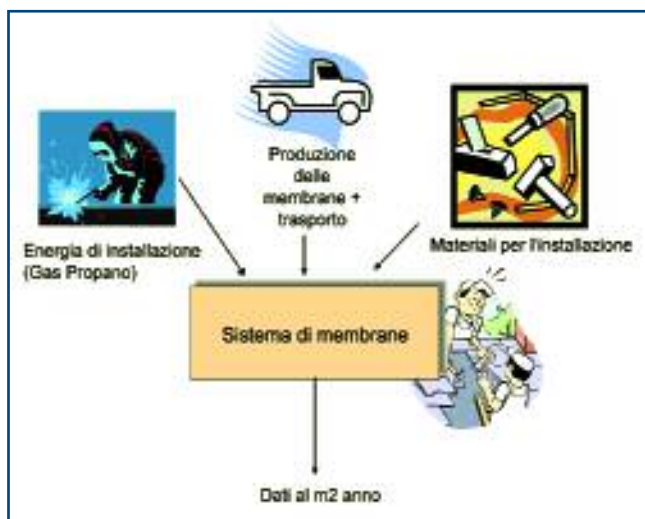 Produzione
delle
membrane +
trasporto
Energia di installazione
(Gas Propano)
Materiali per l'installazione
Sistema di membrane
Dati al m2 anno